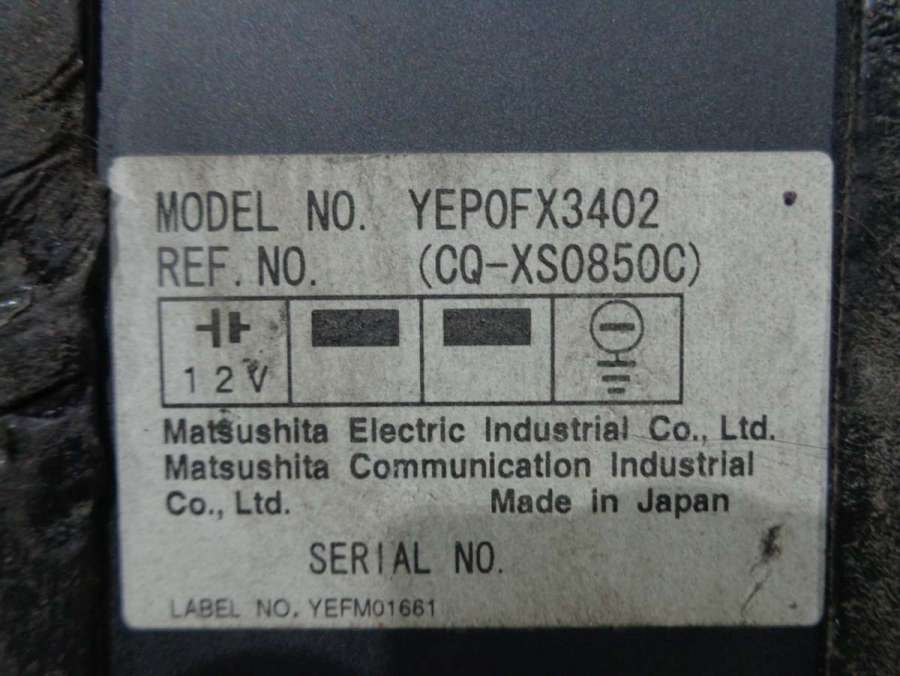 MODEL NO. YEP0FX3402
REF. NO. (CQ-XS0850C)
12V
Matsushita Electric Industrial Co., Ltd.
Matsushita Communication Industrial
Co., Ltd. Made in Japan
SERIAL NO.
LABEL NO. YEFM01661